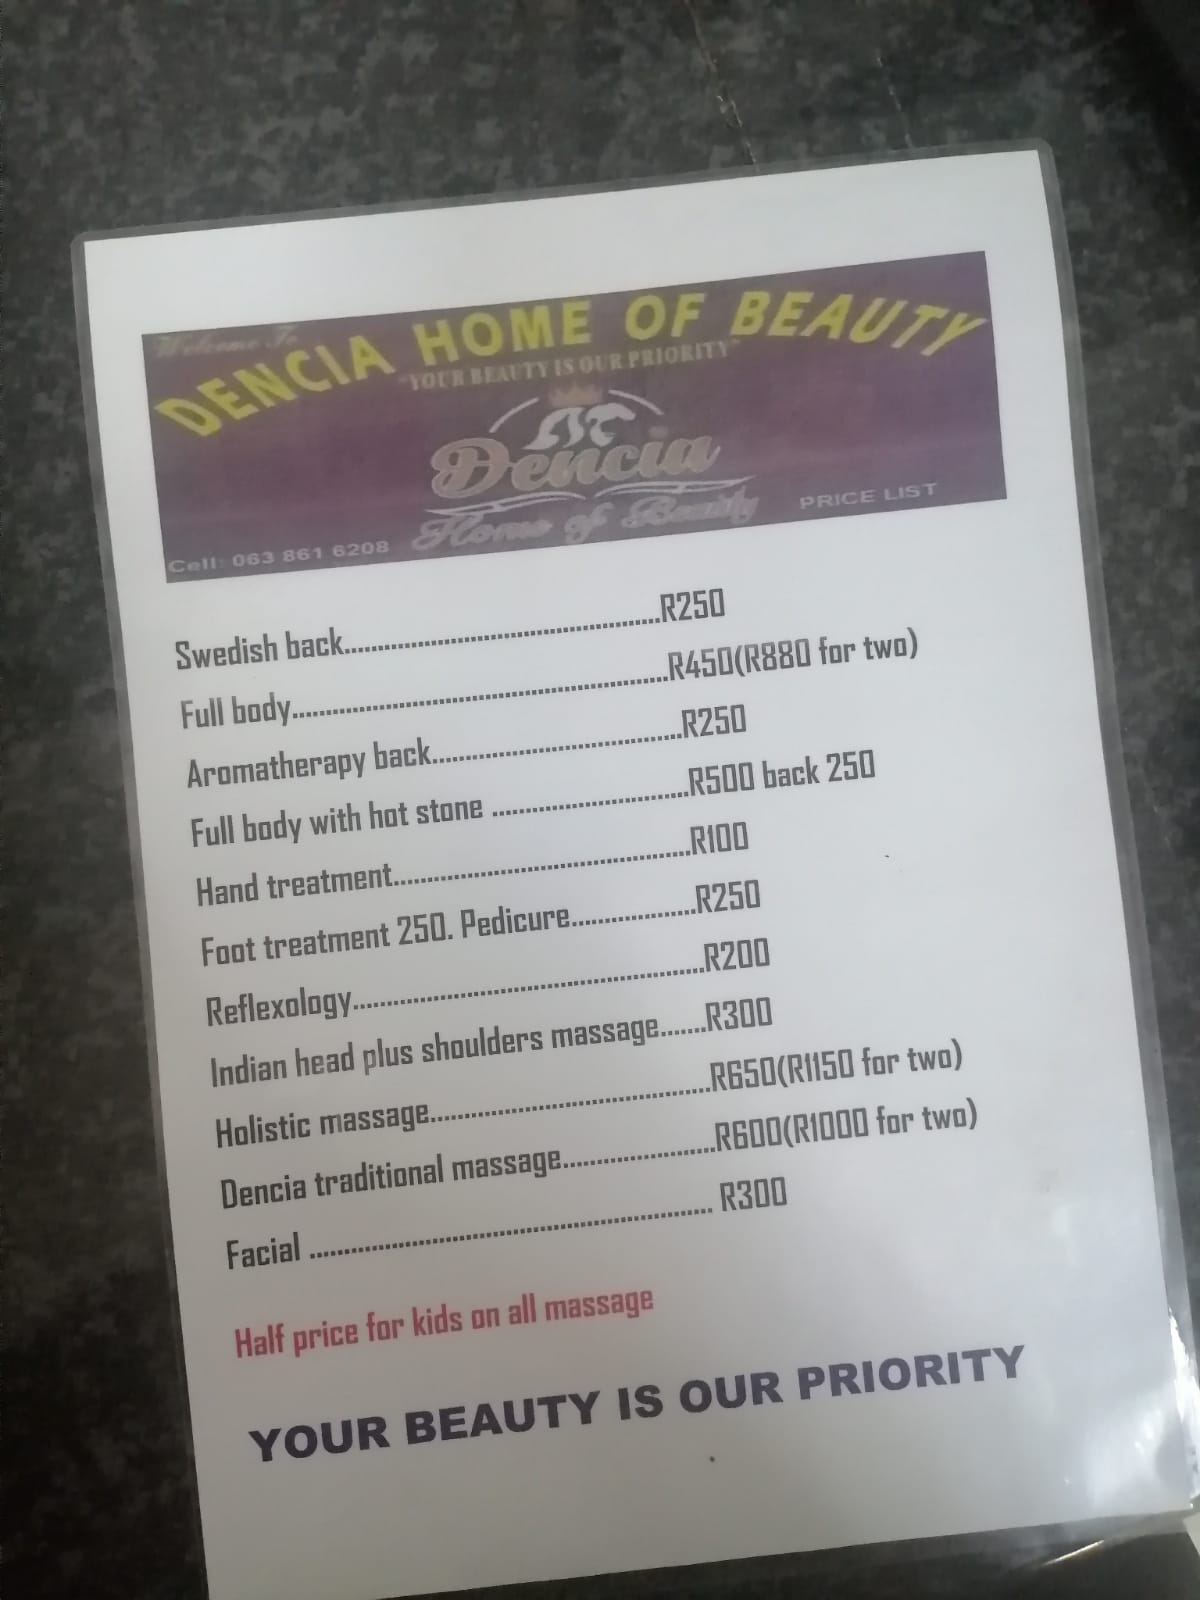 Welcome To
DENCIA HOME OF BEAUTY
"YOUR BEAUTY IS OUR PRIORITY"
Dencia
Home of Beauty
PRICE LIST
Cell: 063 861 6208
Swedish back................................................R250
Full body.........................................................R450(R880 for two)
Aromatherapy back......................................R250
Full body with hot stone ..............................R500 back 250
Hand treatment.............................................R100
Foot treatment 250. Pedicure...................R250
Reflexology.....................................................R200
Indian head plus shoulders massage.......R300
Holistic massage..........................................R650(R1150 for two)
Dencia traditional massage.......................R600(R1000 for two)
Facial ............................................................. R300
Half price for kids on all massage
YOUR BEAUTY IS OUR PRIORITY